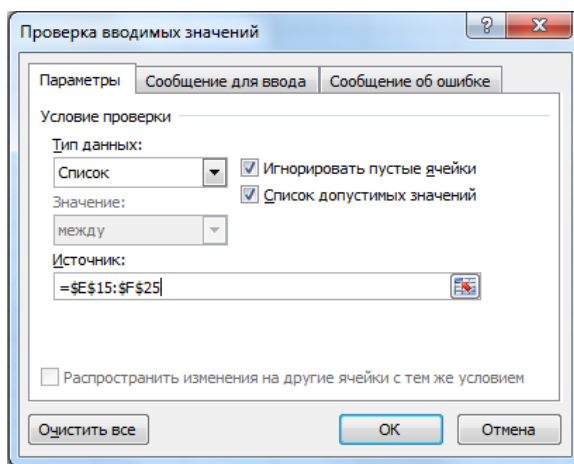 Проверка вводимых значений
Параметры Сообщение для ввода Сообщение об ошибке
Условие проверки
Тип данных:
Список
Игнорировать пустые ячейки
Список допустимых значений
Значение:
между
Источник:
=$E$15:$F$25
Распространить изменения на другие ячейки с тем же условием
Очистить все ОК Отмена